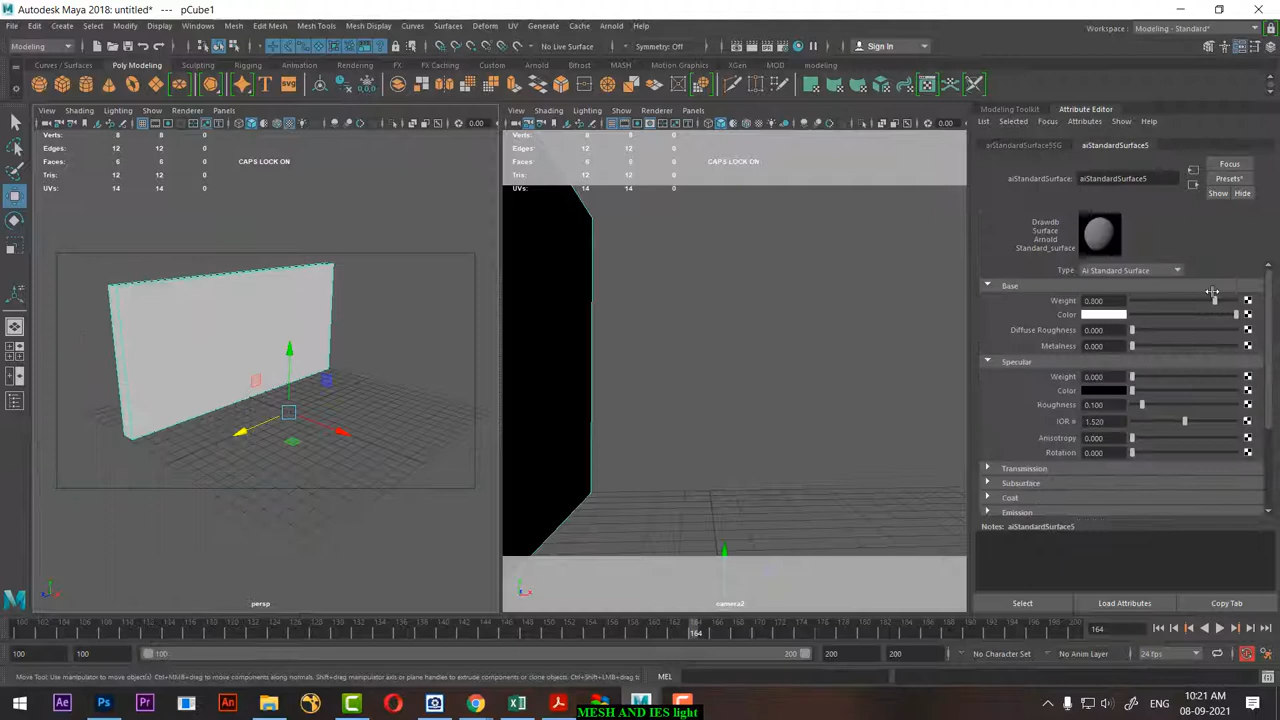 Autodesk Maya 2018: untitled* --- pCube1
File Edit Create Select Modify Display Windows Mesh Edit Mesh Mesh Tools Mesh Display Curves Surfaces Deform UV Generate Cache Arnold Help
Workspace: Modeling - Standard*
Modeling No Live Surface Symmetry: Off Sign In
Curves / Surfaces Poly Modeling Sculpting Rigging Animation Rendering FX FX Caching Custom Arnold Bifrost MASH Motion Graphics XGen MOD modeling
View Shading Lighting Show Renderer Panels
0.00
Verts: 8 8 0
Edges: 12 12 0
Faces: 6 6 0
Tris: 12 12 0
UVs: 14 14 0
CAPS LOCK ON
persp
View Shading Lighting Show Renderer Panels
0.00
Verts: 8 8 0
Edges: 12 12 0
Faces: 6 6 0
Tris: 12 12 0
UVs: 14 14 0
CAPS LOCK ON
camera2
Modeling Toolkit Attribute Editor
List Selected Focus Attributes Show Help
aiStandardSurface5SG aiStandardSurface5
Focus
aiStandardSurface: aiStandardSurface5
Presets*
Show Hide
Drawdb
Surface
Arnold
Standard_surface
Type Ai Standard Surface
Base
Weight 0.800
Color
Diffuse Roughness 0.000
Metalness 0.000
Specular
Weight 0.000
Color
Roughness 0.100
IOR = 1.520
Anisotropy 0.000
Rotation 0.000
Transmission
Subsurface
Coat
Emission
Notes: aiStandardSurface5
Select Load Attributes Copy Tab
164
164
100 100 100 200 200 200 No Character Set No Anim Layer 24 fps
Move Tool: Use manipulator to move object(s). Ctrl+MMB+drag to move components along normals. Shift+drag manipulator axis or plane handles to extrude components or clone objects. Ctrl+Shift+drag to MEL
ENG 10:21 AM
08-09-2021
MESH AND IES light